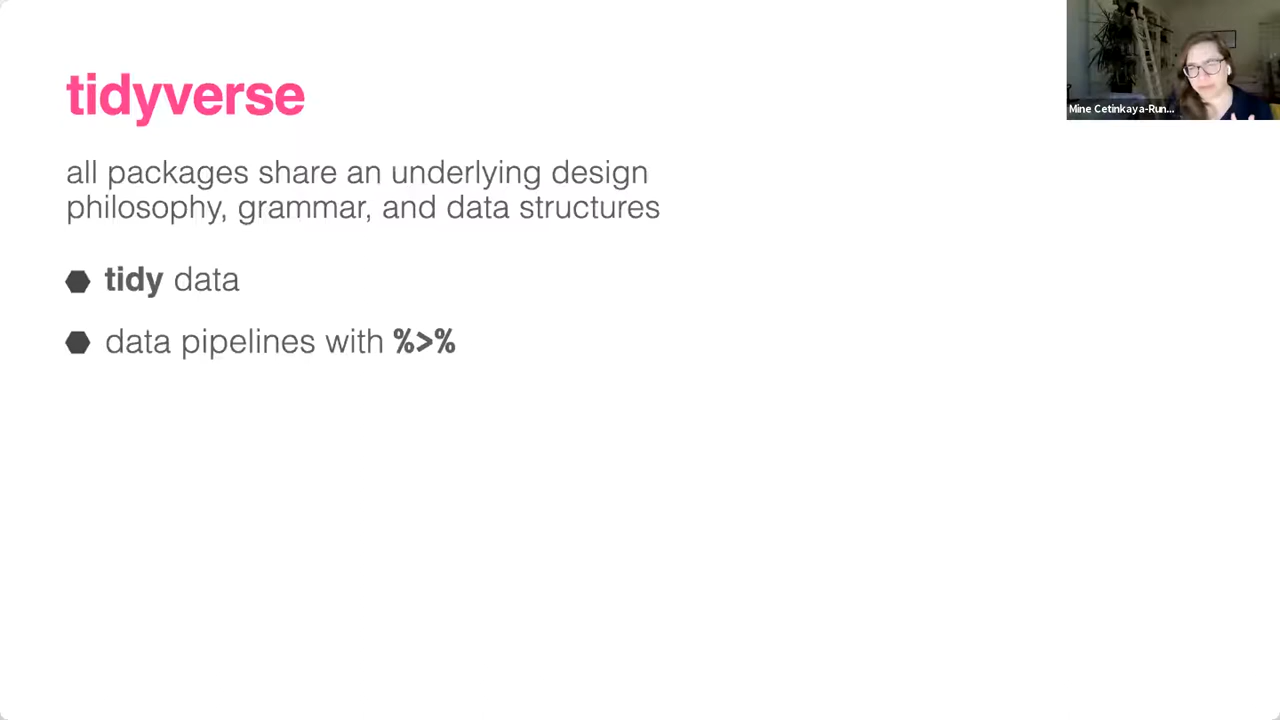 tidyverse
all packages share an underlying design
philosophy, grammar, and data structures
tidy data
data pipelines with %>%
Mine Cetinkaya-Run...